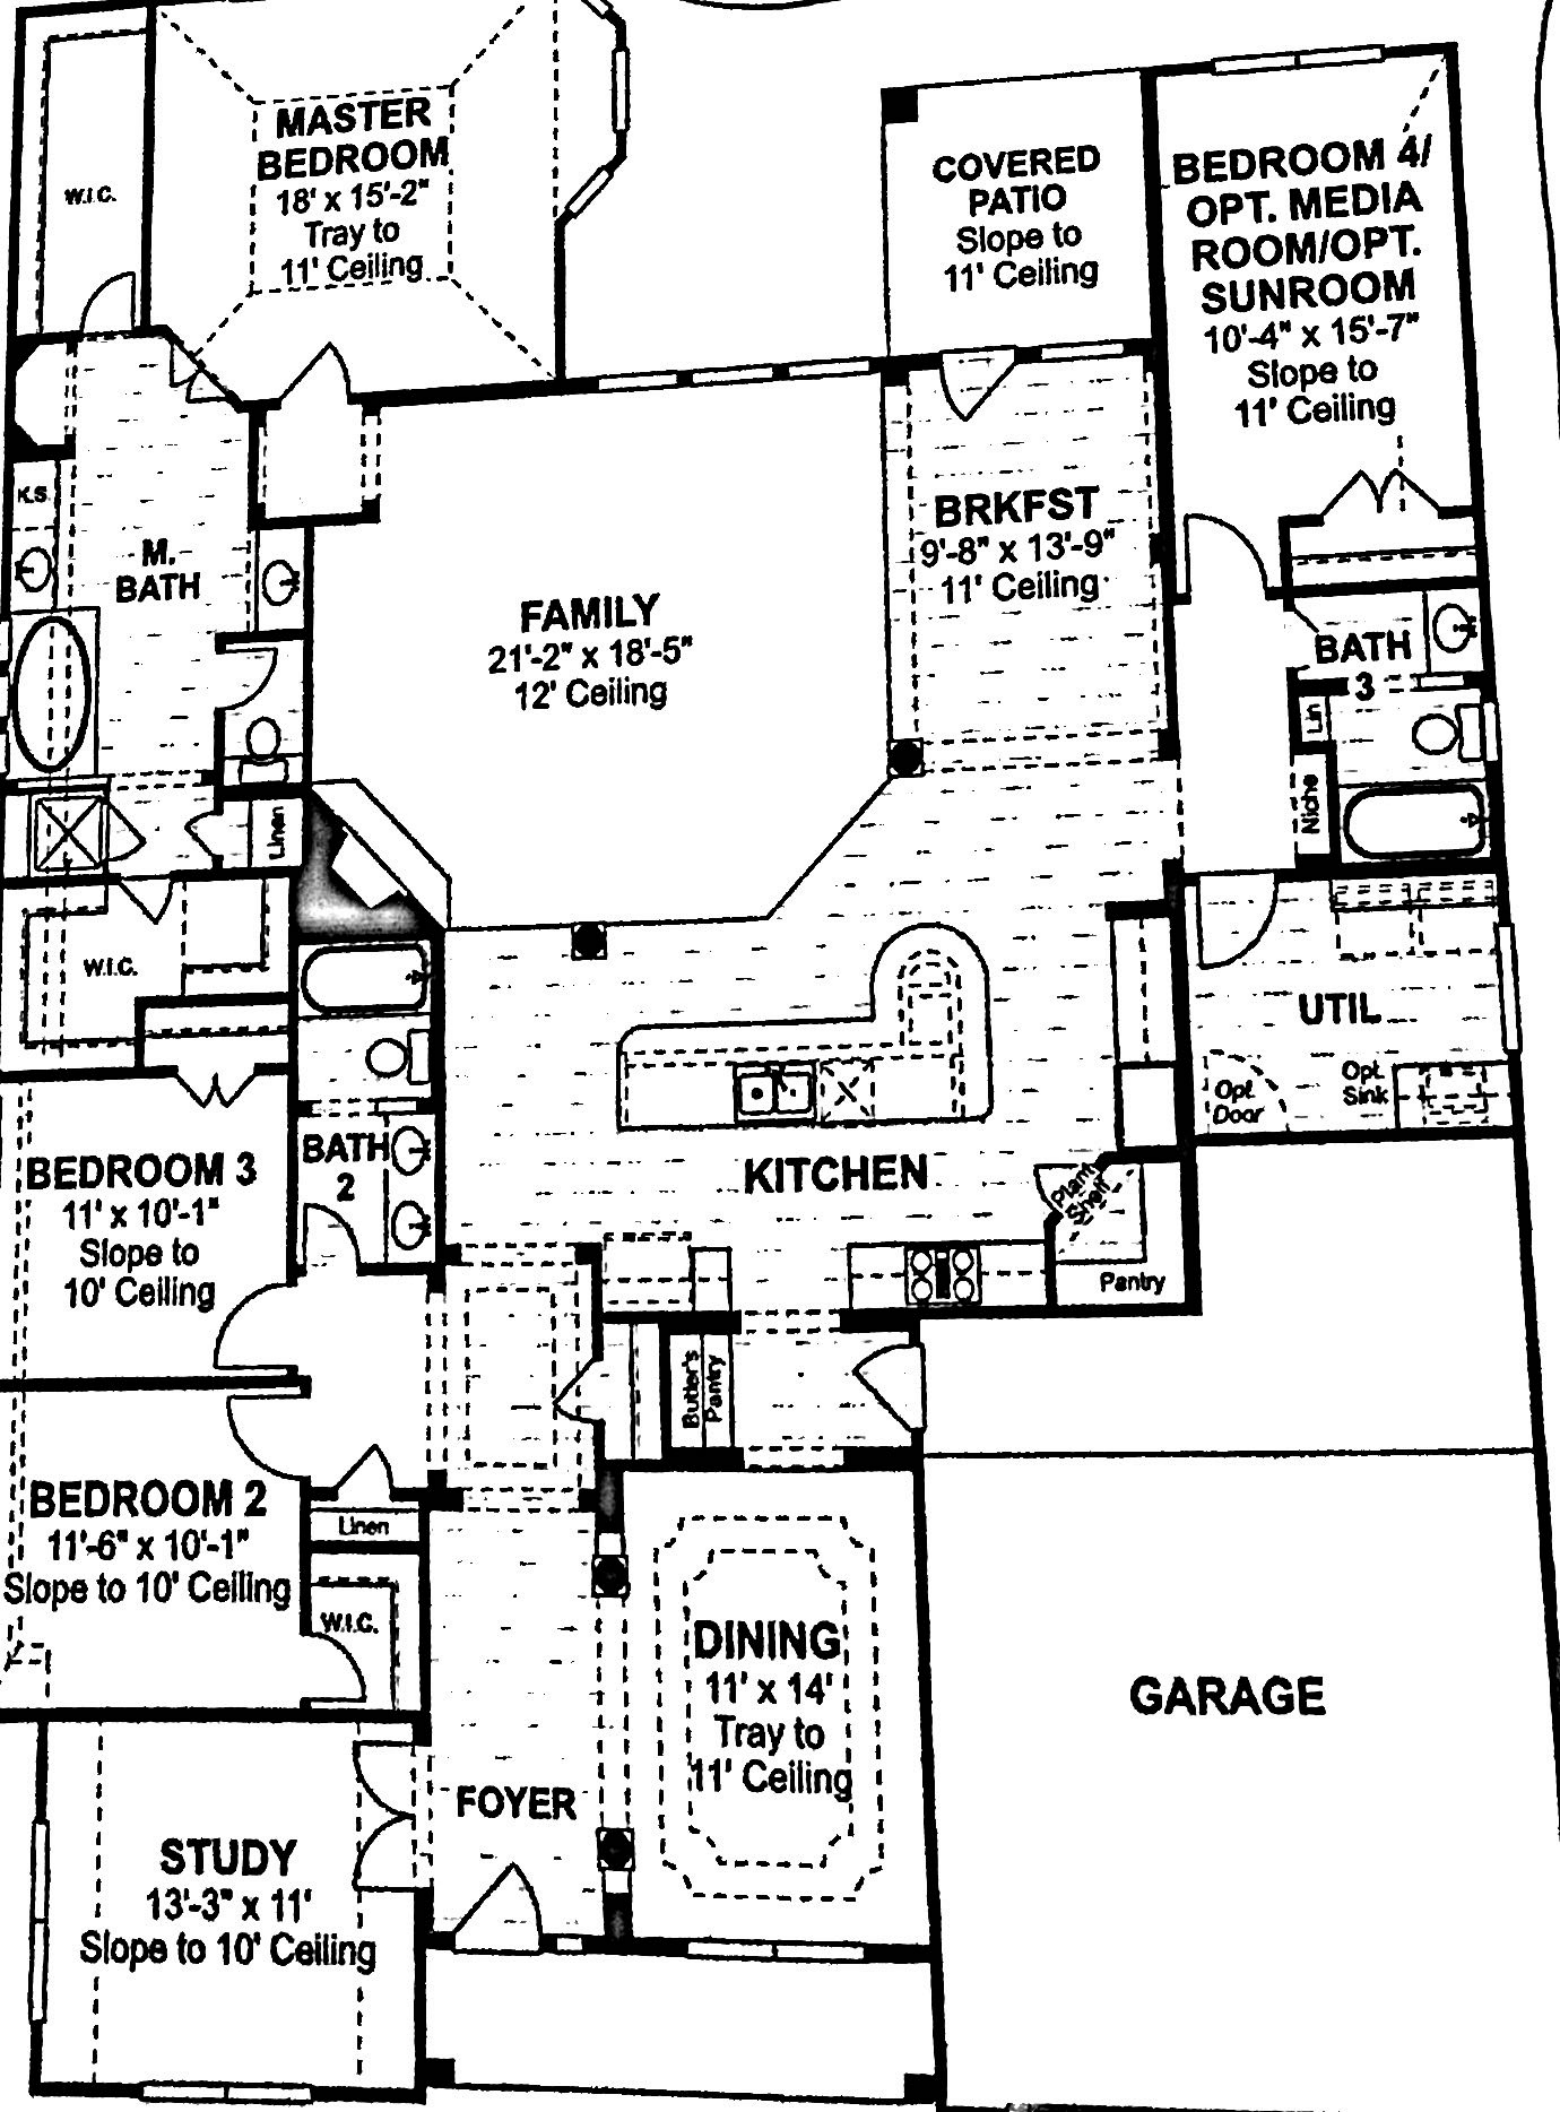 MASTER
BEDROOM
18' x 15'-2"
Tray to
11' Ceiling
W.I.C.
COVERED
PATIO
Slope to
11' Ceiling
BEDROOM 4/
OPT. MEDIA
ROOM/OPT.
SUNROOM
10'-4" x 15'-7"
Slope to
11' Ceiling
K.S.
M.
BATH
FAMILY
21'-2" x 18'-5"
12' Ceiling
BRKFST
9'-8" x 13'-9"
11' Ceiling
BATH
3
Lin
Niche
Linen
W.I.C.
UTIL
Opt.
Door
Opt.
Sink
KITCHEN
Plant
Shelf
Pantry
BATH
2
BEDROOM 3
11' x 10'-1"
Slope to
10' Ceiling
Butler's
Pantry
BEDROOM 2
11'-6" x 10'-1"
Slope to 10' Ceiling
Linen
W.I.C.
DINING
11' x 14'
Tray to
11' Ceiling
GARAGE
FOYER
STUDY
13'-3" x 11'
Slope to 10' Ceiling